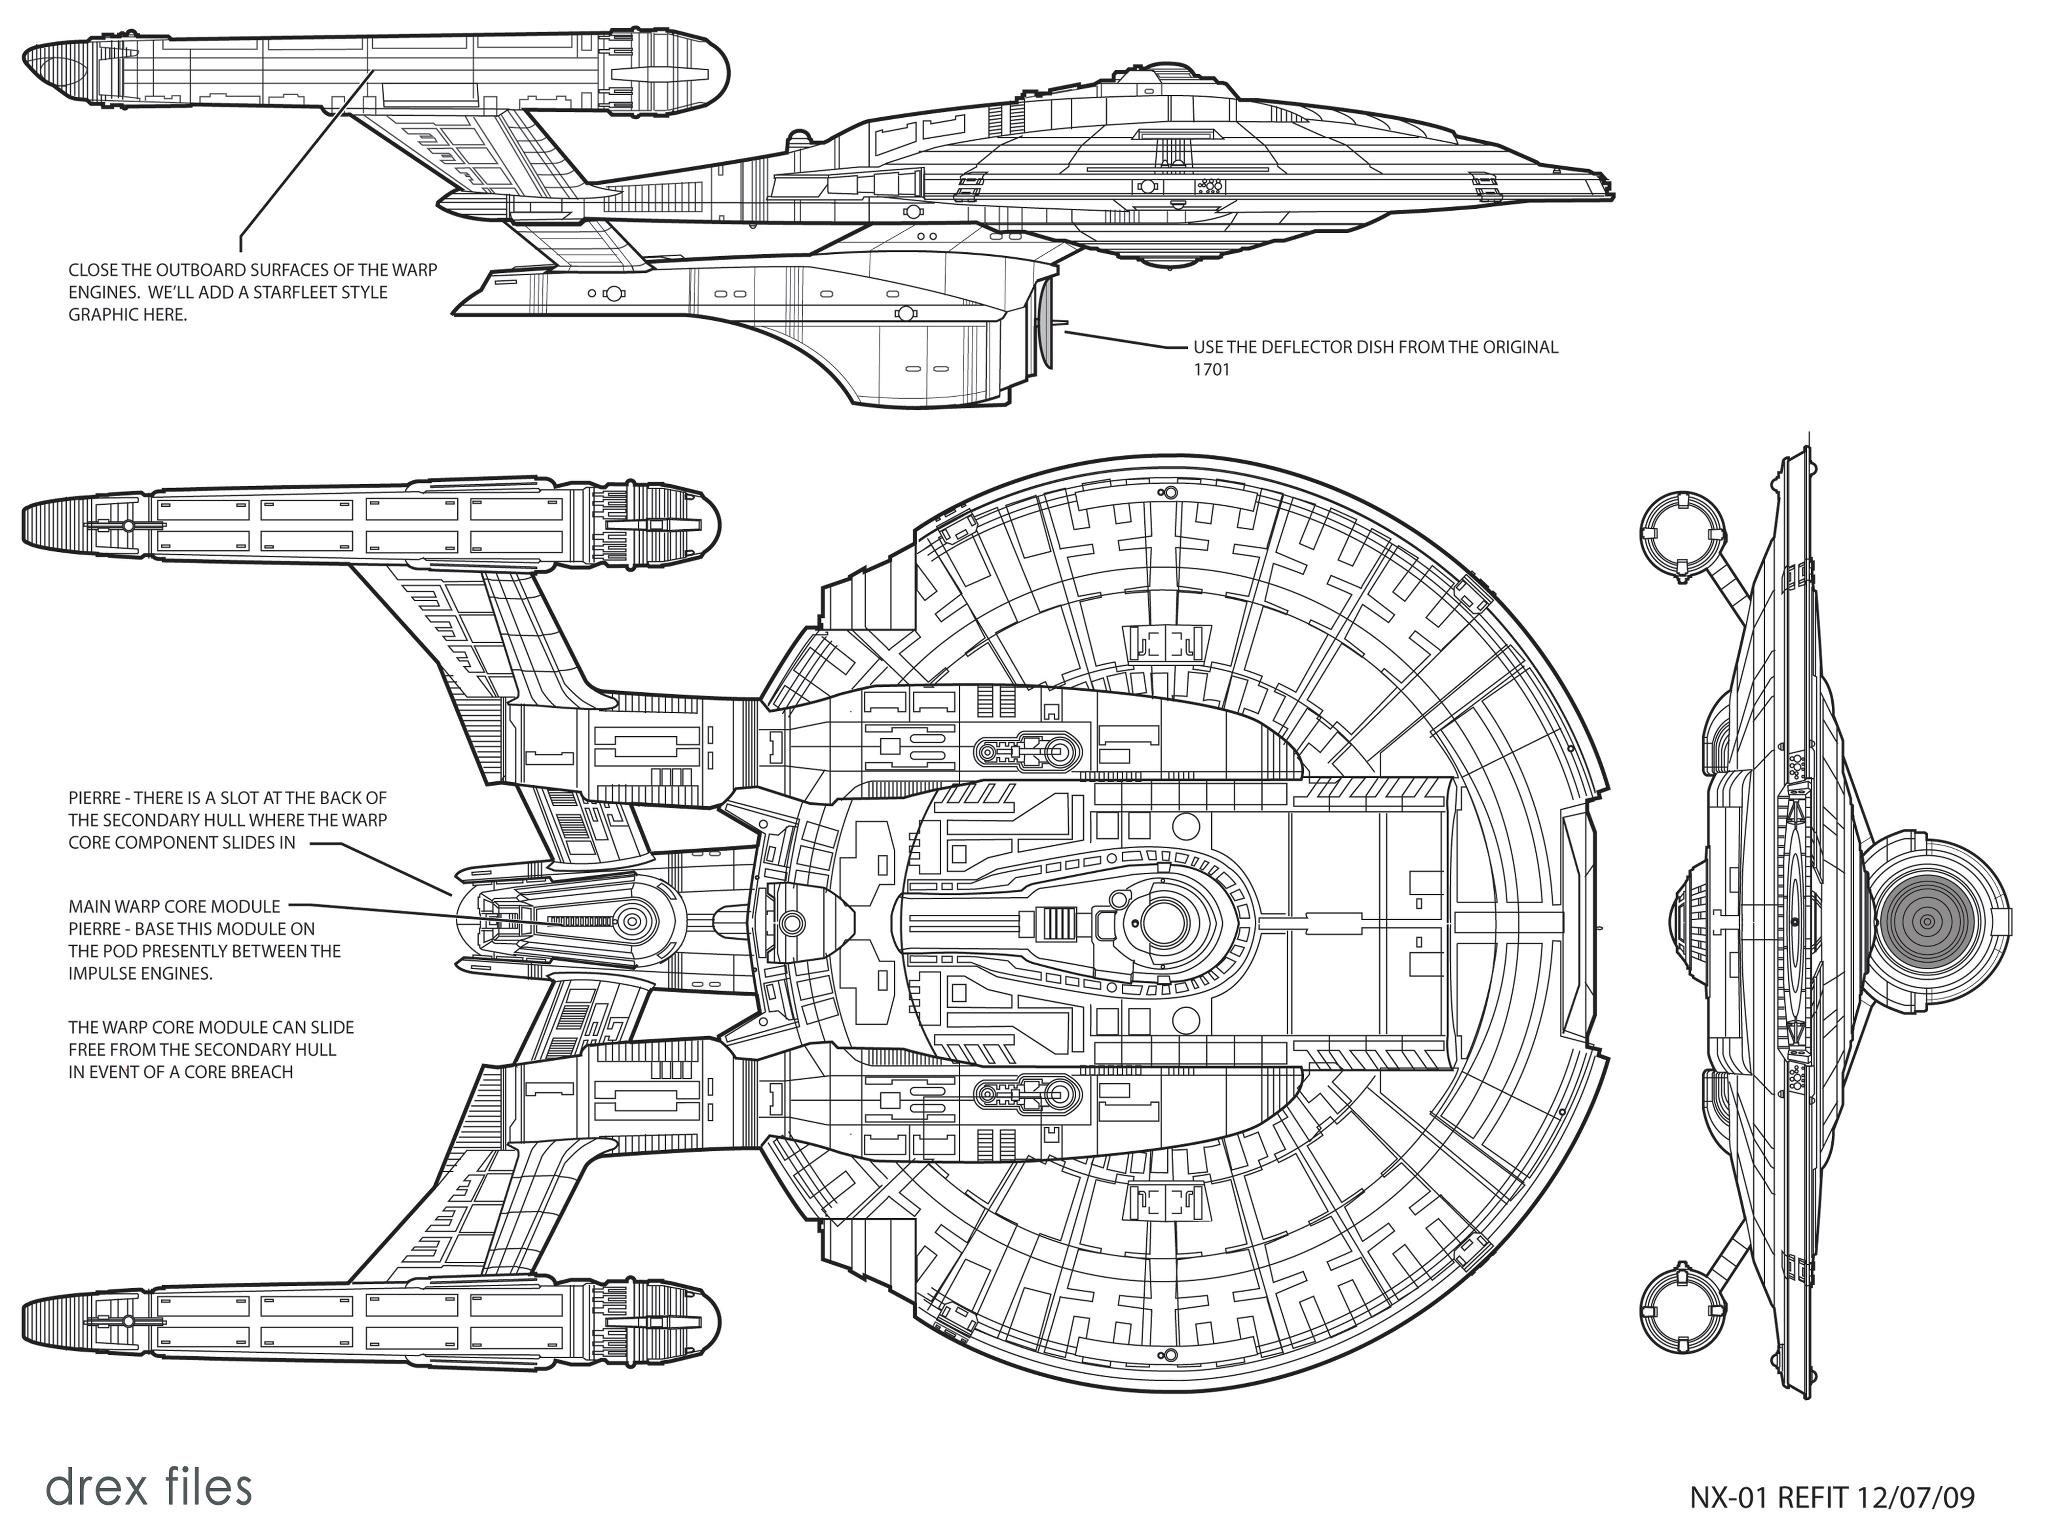 CLOSE THE OUTBOARD SURFACES OF THE WARP
ENGINES. WE'LL ADD A STARFLEET STYLE
GRAPHIC HERE.
USE THE DEFLECTOR DISH FROM THE ORIGINAL
1701
PIERRE - THERE IS A SLOT AT THE BACK OF
THE SECONDARY HULL WHERE THE WARP
CORE COMPONENT SLIDES IN
MAIN WARP CORE MODULE
PIERRE - BASE THIS MODULE ON
THE POD PRESENTLY BETWEEN THE
IMPULSE ENGINES.
THE WARP CORE MODULE CAN SLIDE
FREE FROM THE SECONDARY HULL
IN EVENT OF A CORE BREACH
drex files
NX-01 REFIT 12/07/09